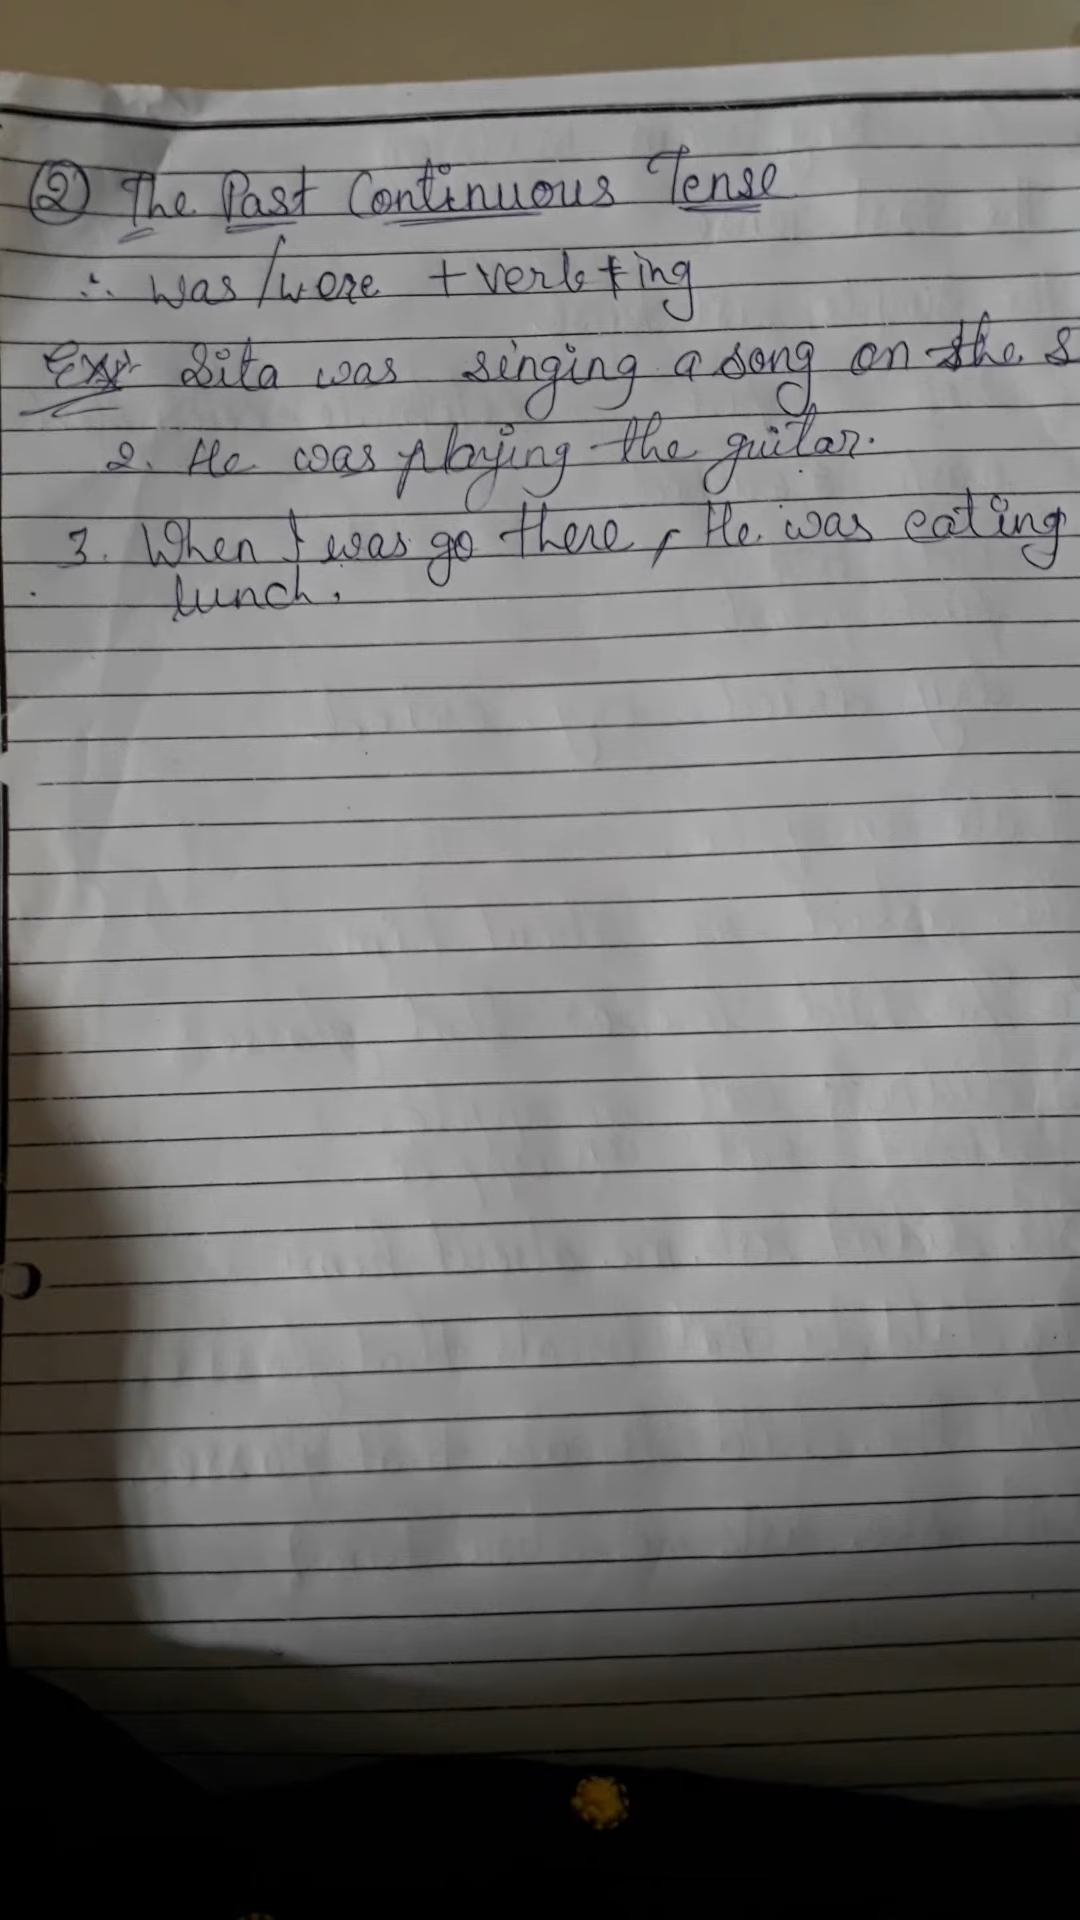 ② The Past Continuous Tense
∴ was/were + verb + ing
Ex:- Sita was singing a song on the
2. He was playing the guitar.
3. When I was go there, He was eating
lunch.